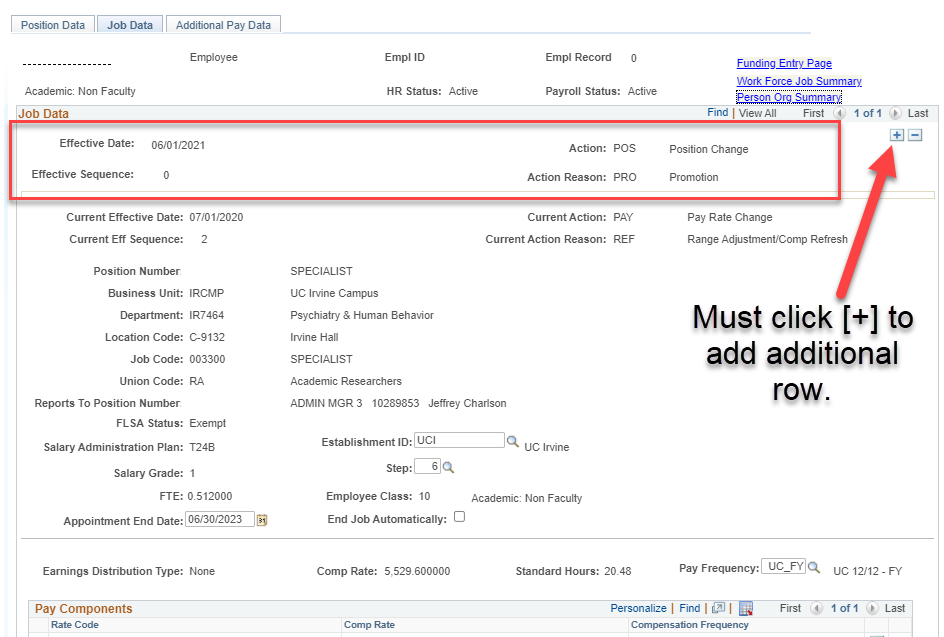 Position Data Job Data Additional Pay Data
Employee Empl ID Empl Record 0
Funding Entry Page
Work Force Job Summary
Academic: Non Faculty HR Status: Active Payroll Status: Active
Person Org Summary
Job Data Find | View All First 1 of 1 Last
Effective Date: 06/01/2021 Action: POS Position Change
Effective Sequence: 0 Action Reason: PRO Promotion
Current Effective Date: 07/01/2020 Current Action: PAY Pay Rate Change
Current Eff Sequence: 2 Current Action Reason: REF Range Adjustment/Comp Refresh
Position Number SPECIALIST
Business Unit: IRCMP UC Irvine Campus
Department: IR7464 Psychiatry & Human Behavior
Location Code: C-9132 Irvine Hall
Job Code: 003300 SPECIALIST
Union Code: RA Academic Researchers
Must click [+] to
add additional
row.
Reports To Position Number ADMIN MGR 3 10289853 Jeffrey Charlson
FLSA Status: Exempt
Salary Administration Plan: T24B Establishment ID: UCI UC Irvine
Salary Grade: 1 Step: 6
FTE: 0.512000 Employee Class: 10 Academic: Non Faculty
Appointment End Date: 06/30/2023 31 End Job Automatically:
Earnings Distribution Type: None Comp Rate: 5,529.600000 Standard Hours: 20.48 Pay Frequency: UC_FY UC 12/12 - FY
Pay Components Personalize | Find | | First 1 of 1 Last
Rate Code Comp Rate Compensation Frequency